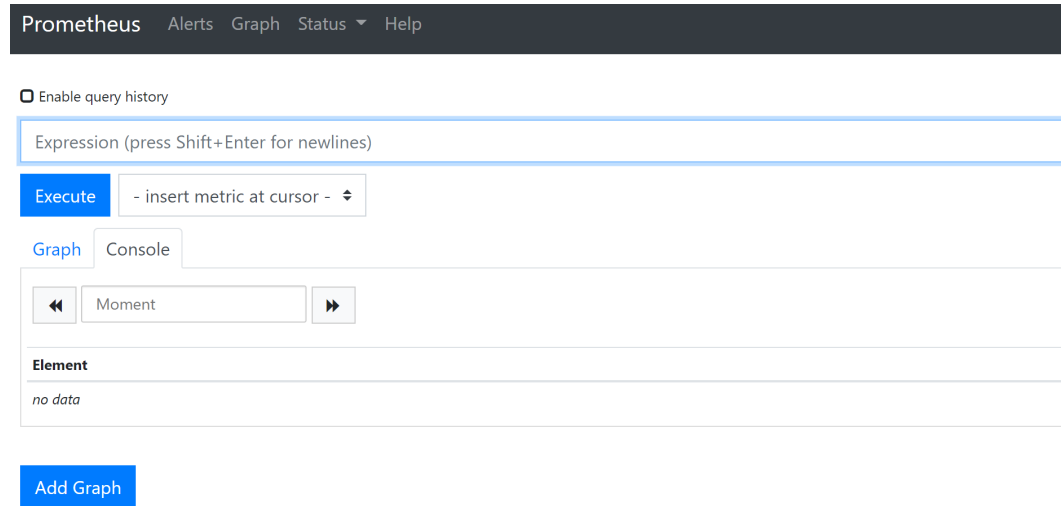 Prometheus Alerts Graph Status Help
Enable query history
Expression (press Shift+Enter for newlines)
Execute - insert metric at cursor -
Graph Console
Moment
Element
no data
Add Graph